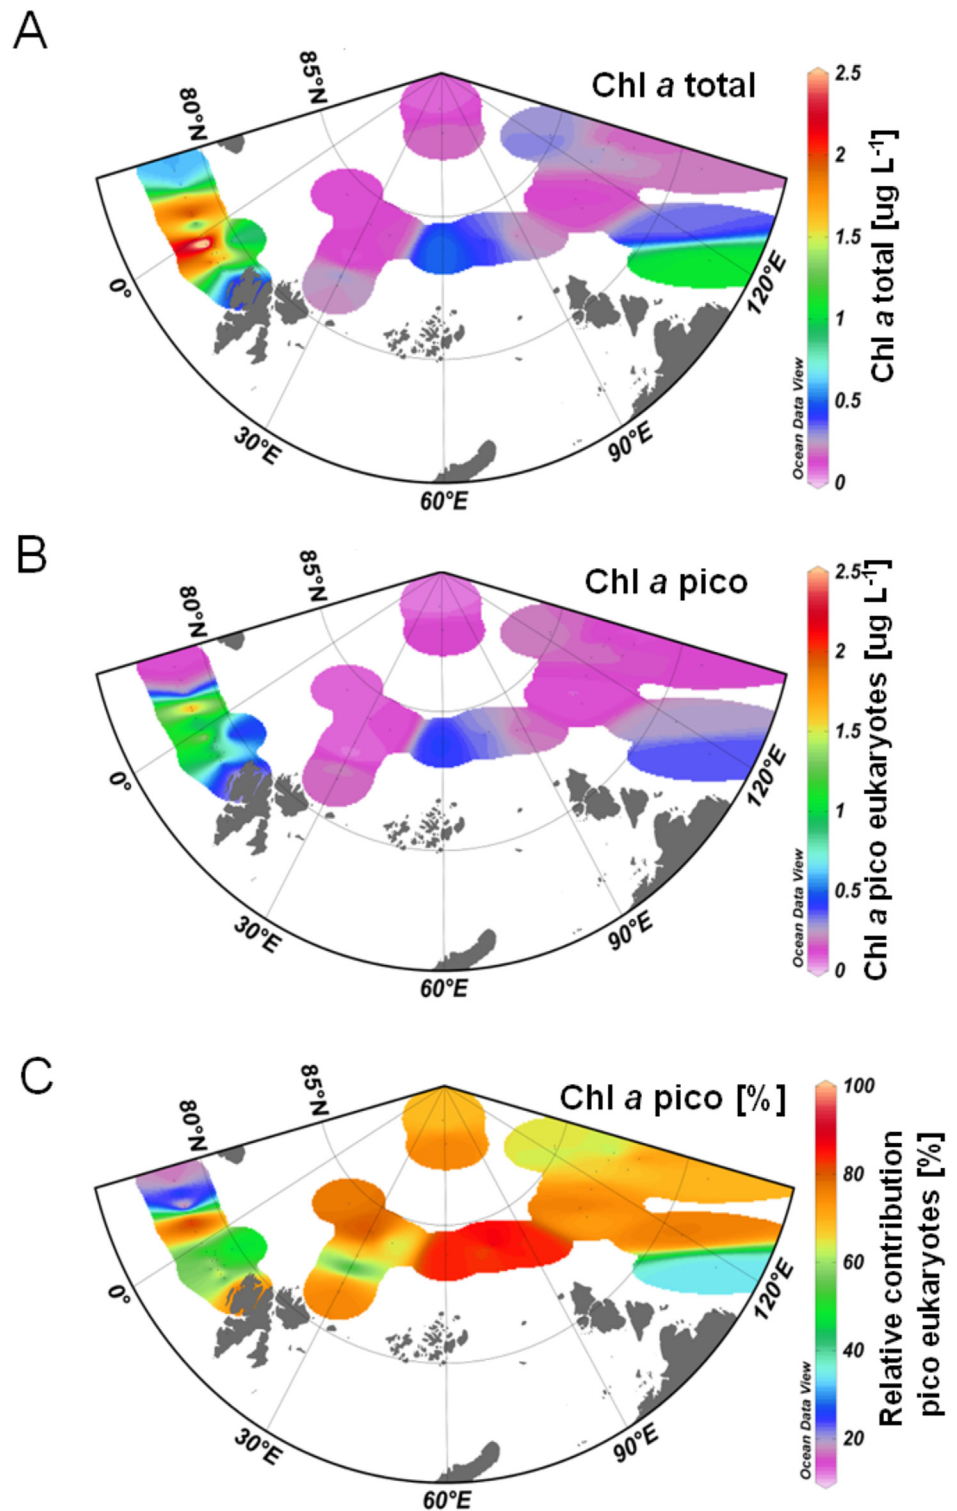 A
Chl a total
85°N
80°N
0°
30°E
60°E
90°E
120°E
Ocean Data View
2.5
2
1.5
1
0.5
0
Chl a total [ug L-1]
B
Chl a pico
85°N
80°N
0°
30°E
60°E
90°E
120°E
Ocean Data View
2.5
2
1.5
1
0.5
0
Chl a pico eukaryotes [ug L-1]
C
Chl a pico [%]
85°N
80°N
0°
30°E
60°E
90°E
120°E
Ocean Data View
100
80
60
40
20
Relative contribution
pico eukaryotes [%]